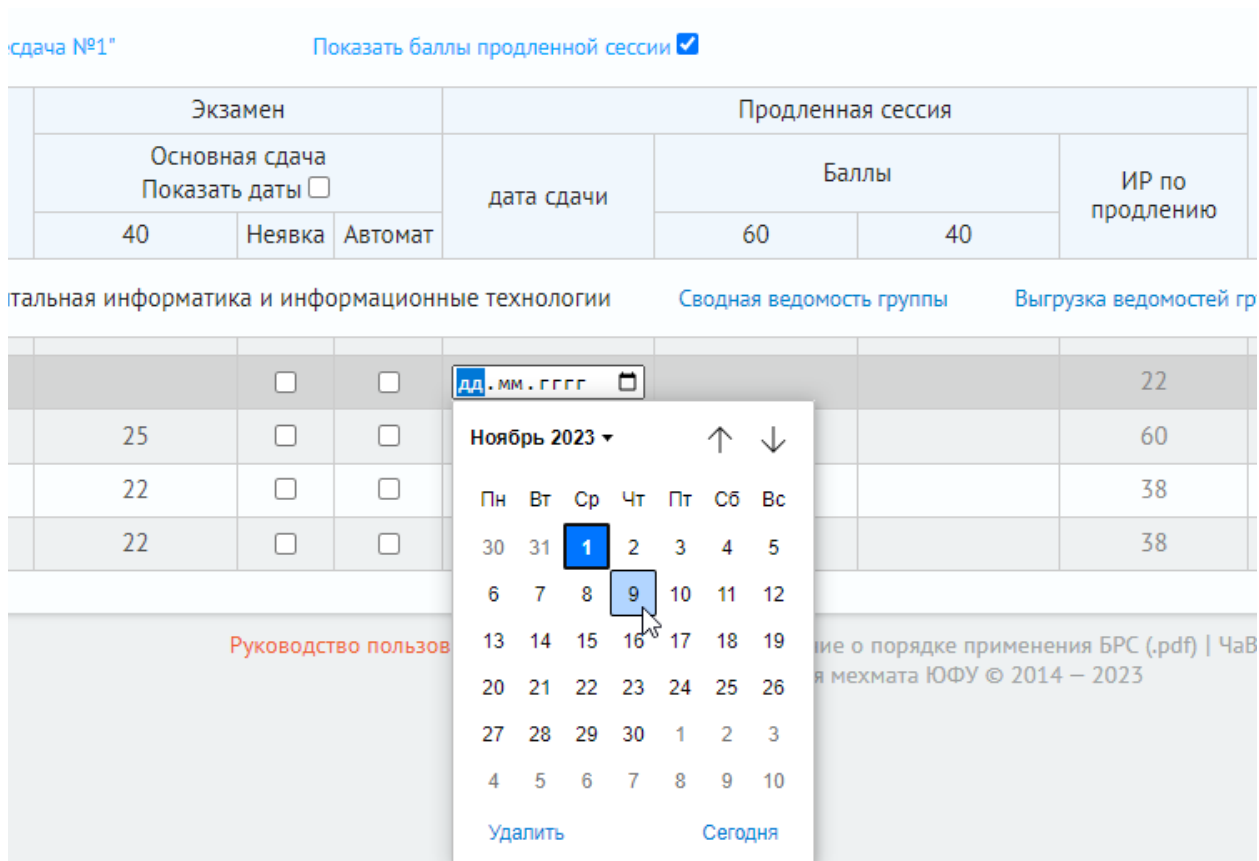 есдача №1" Показать баллы продленной сессии
Экзамен Продленная сессия
Основная сдача
Показать даты
дата сдачи Баллы ИР по
продлению
40 Неявка Автомат 60 40
тальная информатика и информационные технологии Сводная ведомость группы Выгрузка ведомостей гр
дд.мм.гггг 22
25 60
22 38
22 38
Ноябрь 2023
Пн Вт Ср Чт Пт Сб Вс
30 31 1 2 3 4 5
6 7 8 9 10 11 12
13 14 15 16 17 18 19
20 21 22 23 24 25 26
27 28 29 30 1 2 3
4 5 6 7 8 9 10
Удалить Сегодня
Руководство пользов ие о порядке применения БРС (.pdf) | ЧаВ
я мехмата ЮФУ © 2014 — 2023